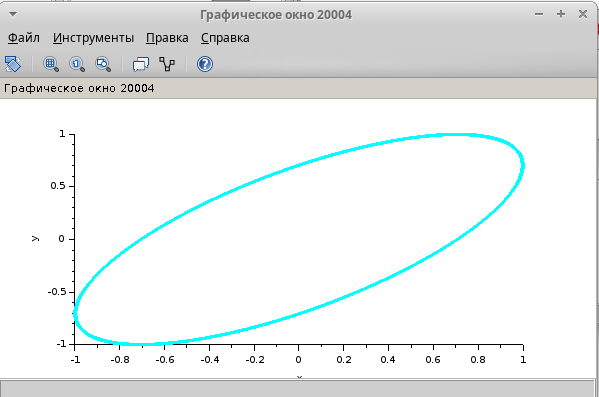 Графическое окно 20004
Файл Инструменты Правка Справка
Графическое окно 20004
1
0.5
y
0
-0.5
-1
-1 -0.8 -0.6 -0.4 -0.2 0 0.2 0.4 0.6 0.8 1